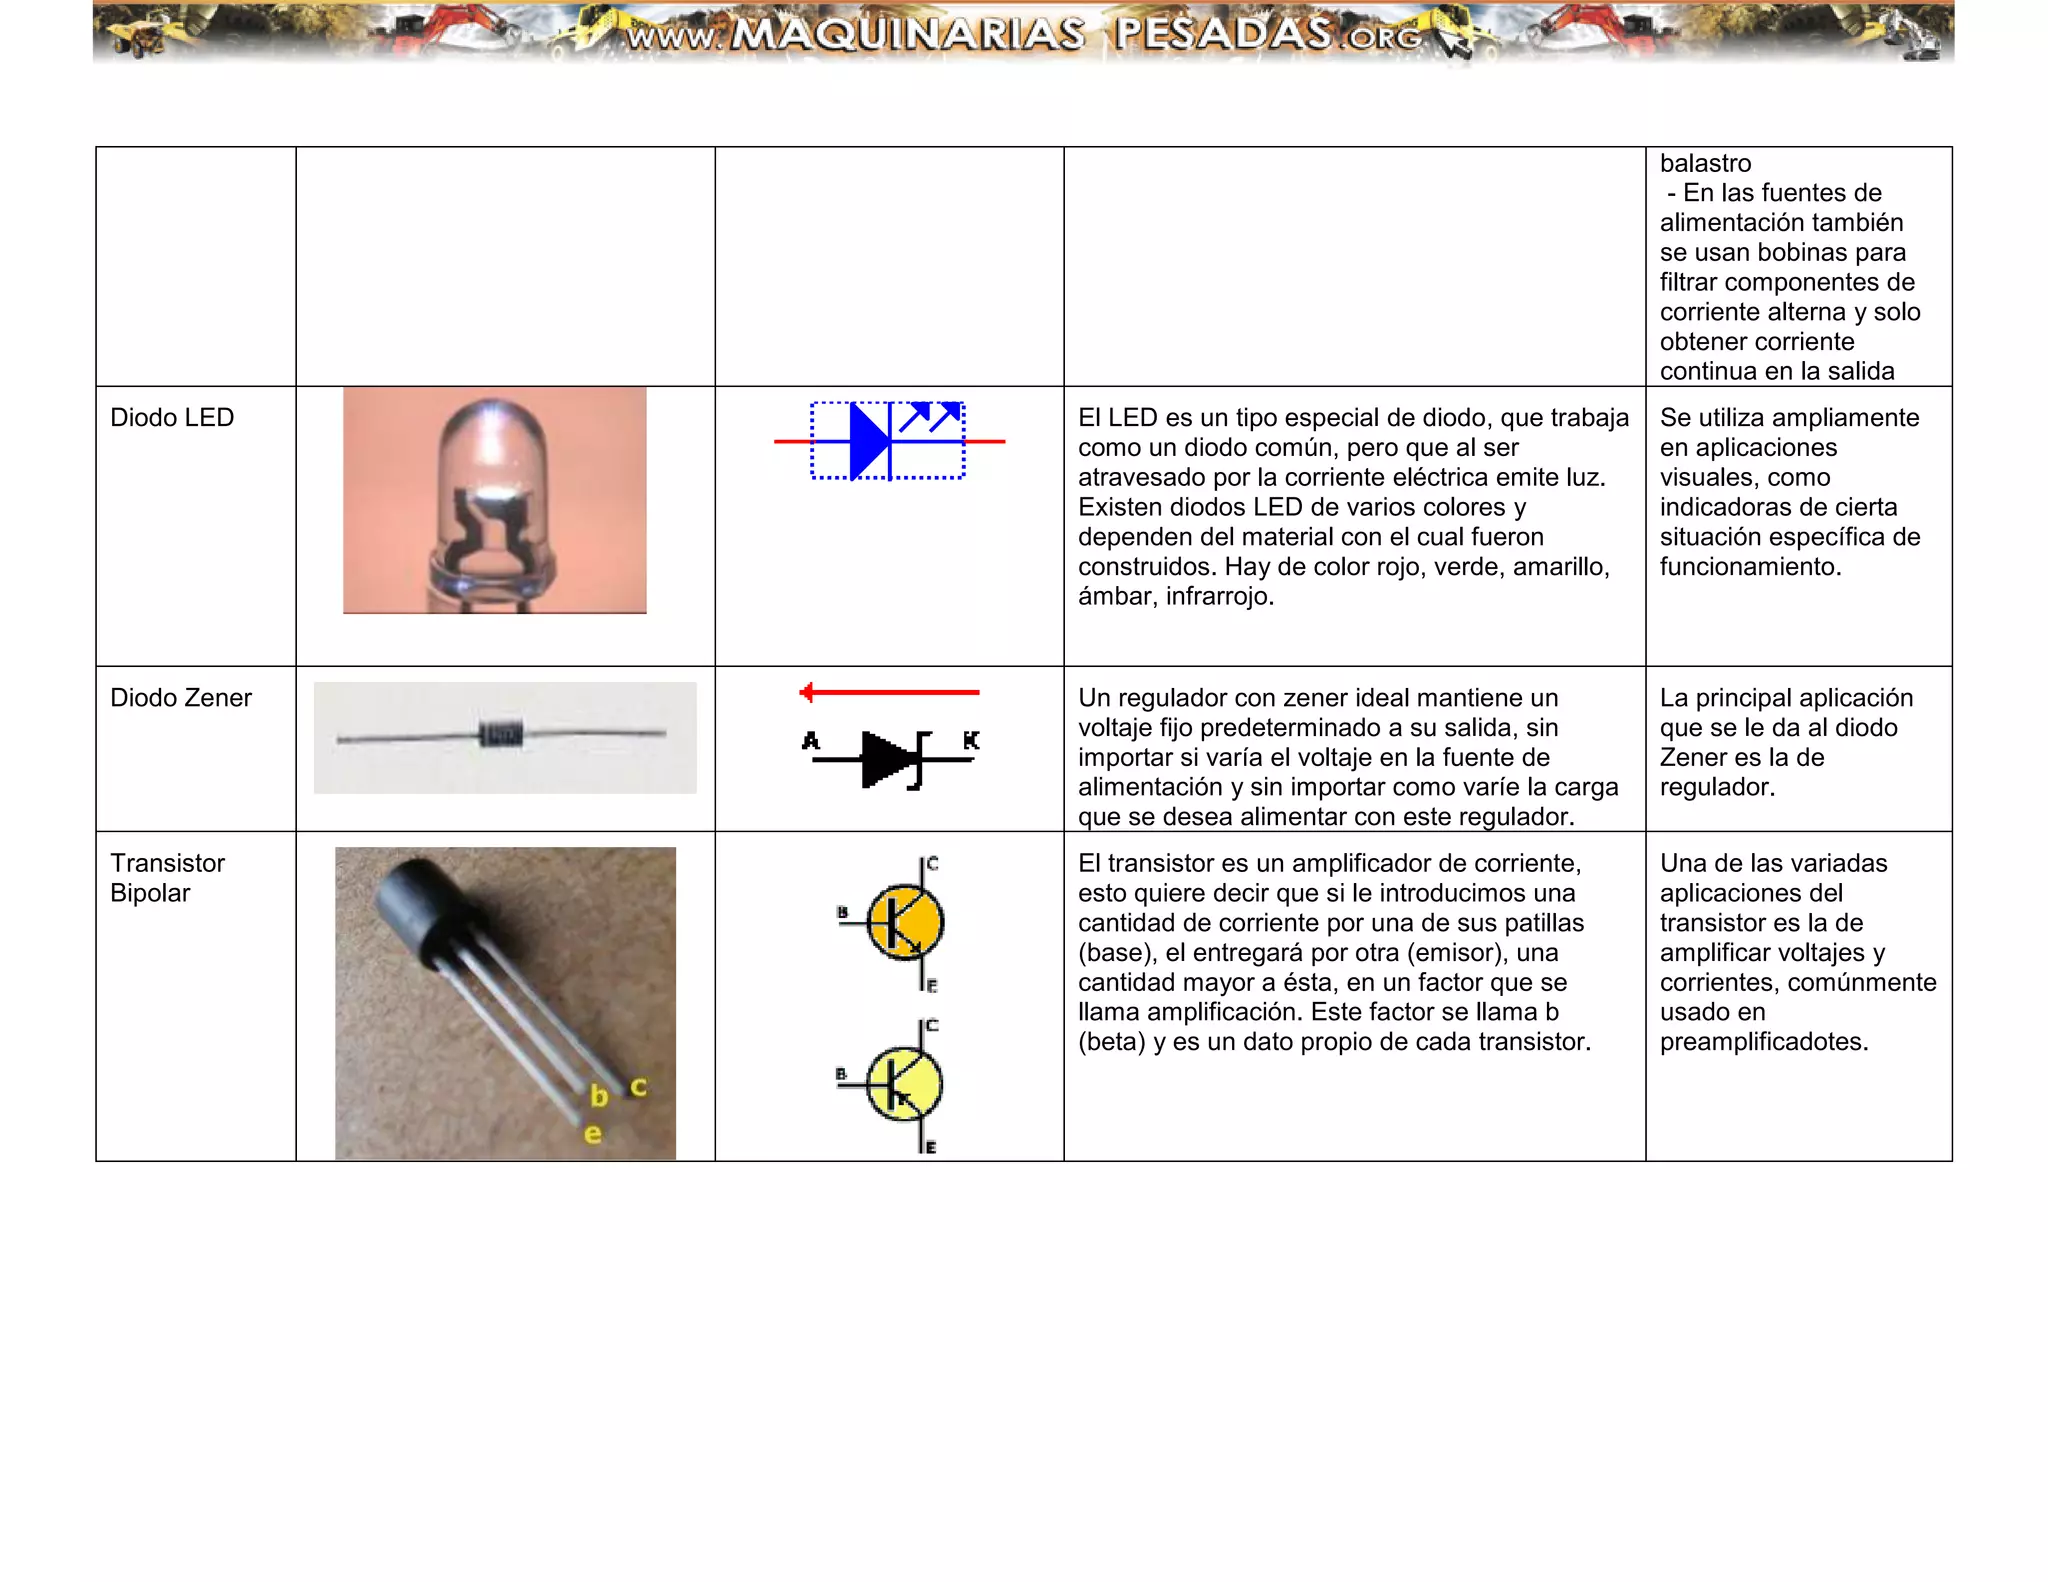 WWW.MAQUINARIAS PESADAS.ORG
balastro
- En las fuentes de
alimentación también
se usan bobinas para
filtrar componentes de
corriente alterna y solo
obtener corriente
continua en la salida
Diodo LED
El LED es un tipo especial de diodo, que trabaja
como un diodo común, pero que al ser
atravesado por la corriente eléctrica emite luz.
Existen diodos LED de varios colores y
dependen del material con el cual fueron
construidos. Hay de color rojo, verde, amarillo,
ámbar, infrarrojo.
Se utiliza ampliamente
en aplicaciones
visuales, como
indicadoras de cierta
situación específica de
funcionamiento.
Diodo Zener
A K
Un regulador con zener ideal mantiene un
voltaje fijo predeterminado a su salida, sin
importar si varía el voltaje en la fuente de
alimentación y sin importar como varíe la carga
que se desea alimentar con este regulador.
La principal aplicación
que se le da al diodo
Zener es la de
regulador.
Transistor
Bipolar
b c
e
C
B
E
C
B
E
El transistor es un amplificador de corriente,
esto quiere decir que si le introducimos una
cantidad de corriente por una de sus patillas
(base), el entregará por otra (emisor), una
cantidad mayor a ésta, en un factor que se
llama amplificación. Este factor se llama b
(beta) y es un dato propio de cada transistor.
Una de las variadas
aplicaciones del
transistor es la de
amplificar voltajes y
corrientes, comúnmente
usado en
preamplificadotes.